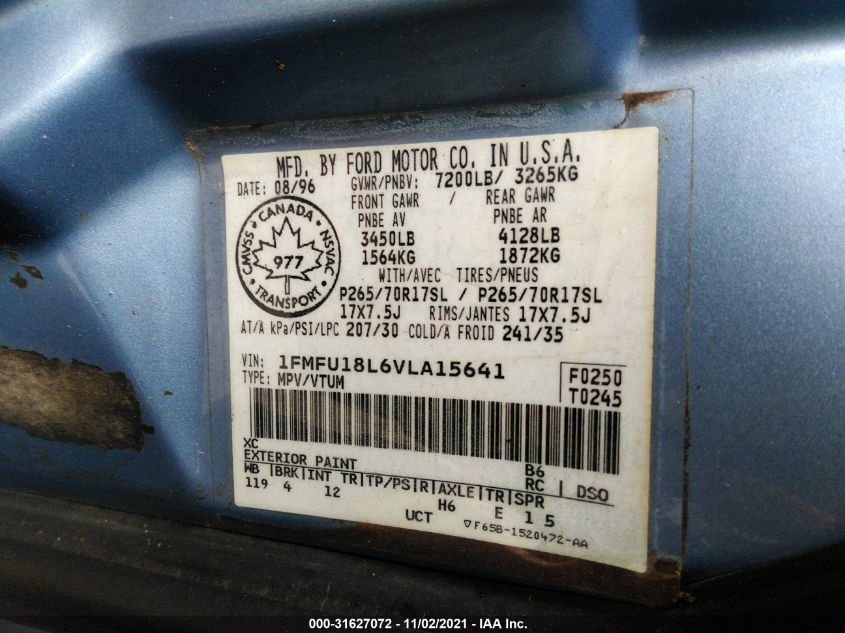 MFD. BY FORD MOTOR CO. IN U.S.A.
DATE: 08/96 GVWR/PNBV: 7200LB/ 3265KG
FRONT GAWR / REAR GAWR
PNBE AV PNBE AR
3450LB 4128LB
1564KG 1872KG
WITH/AVEC TIRES/PNEUS
P265/70R17SL / P265/70R17SL
17X7.5J RIMS/JANTES 17X7.5J
AT/A kPa/PSI/LPC 207/30 COLD/A FROID 241/35
CANADA
CMVSS NSVAC
977
TRANSPORT
VIN: 1FMFU18L6VLA15641
TYPE: MPV/VTUM
F0250
T0245
XC
EXTERIOR PAINT B6
WB BRK INT TR TP/PS R AXLE TR SPR RC DSO
119 4 12 H6 E 15
UCT F65B-1520472-AA
000-31627072 - 11/02/2021 - IAA Inc.